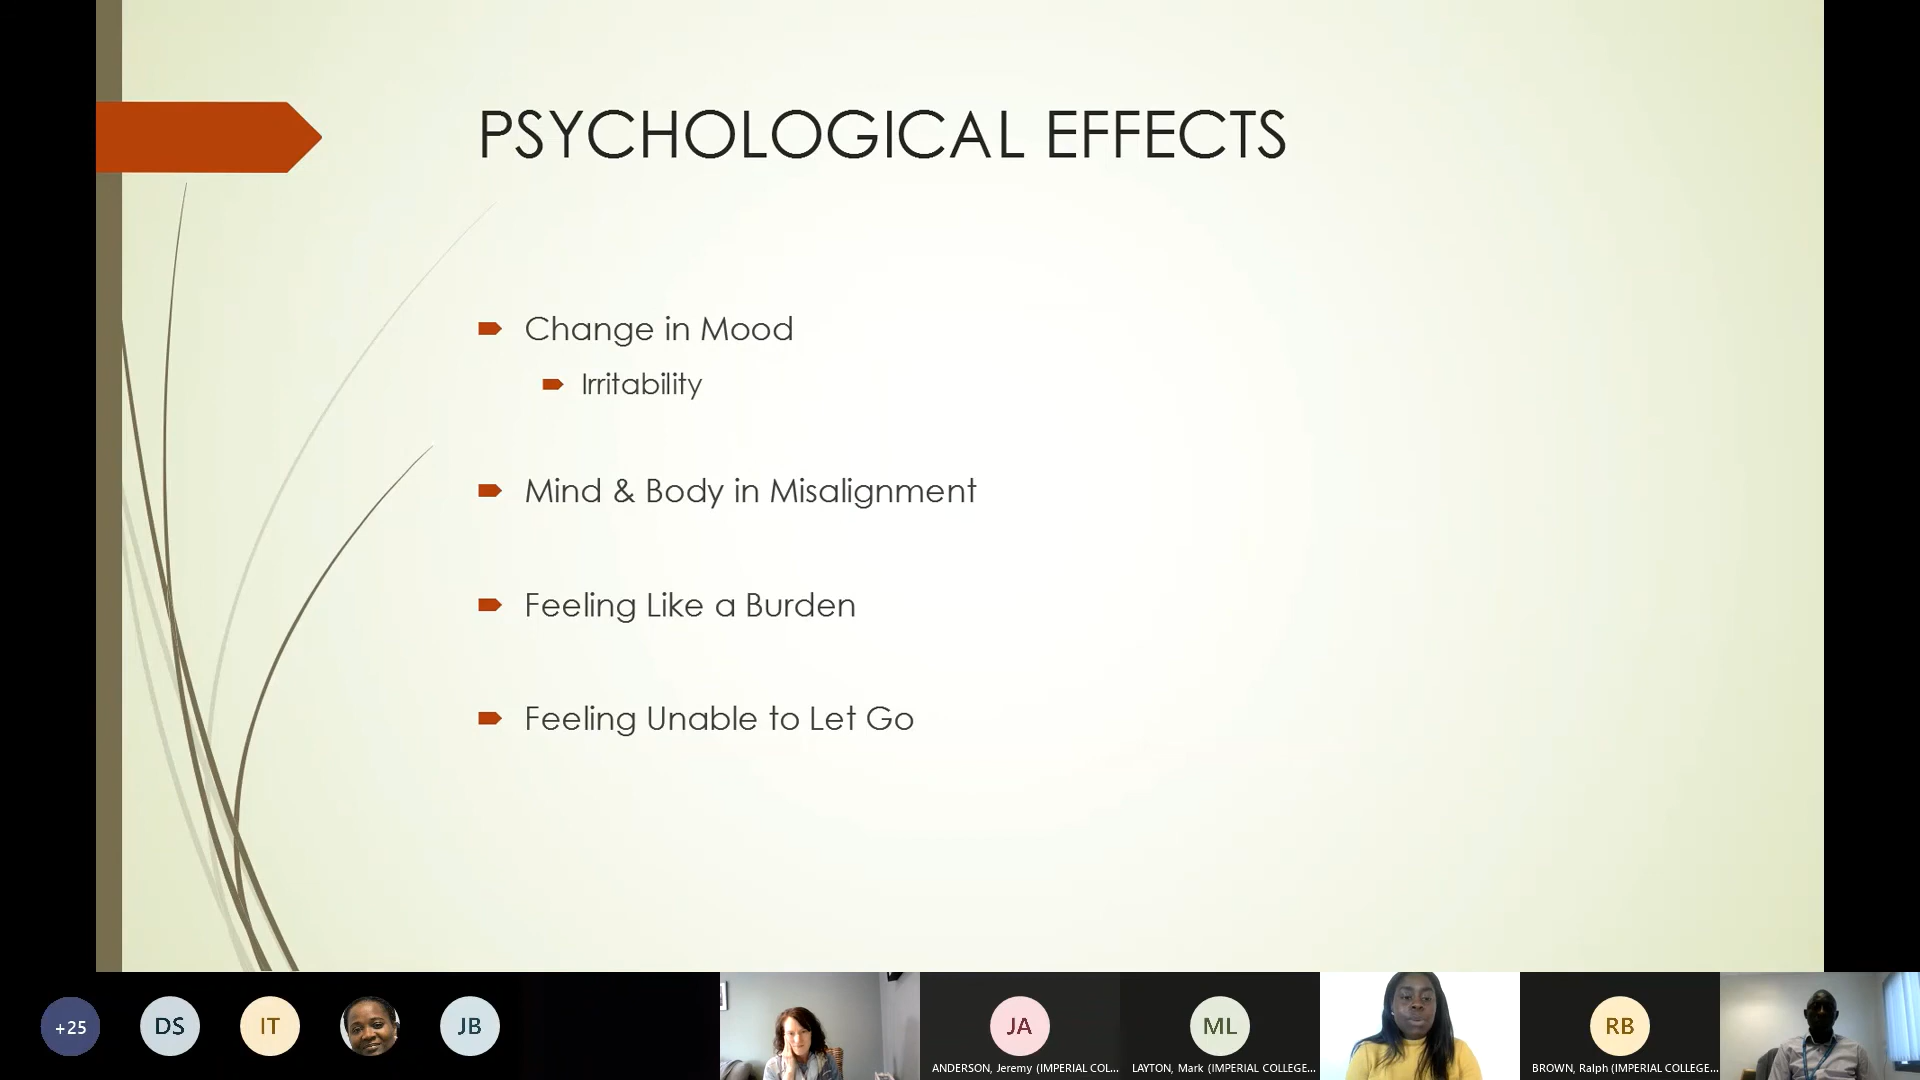 PSYCHOLOGICAL EFFECTS
Change in Mood
Irritability
Mind & Body in Misalignment
Feeling Like a Burden
Feeling Unable to Let Go
+25
DS
IT
JB
JA
ML
RB
ANDERSON, Jeremy (IMPERIAL COL...
LAYTON, Mark (IMPERIAL COLLEGE...
BROWN, Ralph (IMPERIAL COLLEGE...